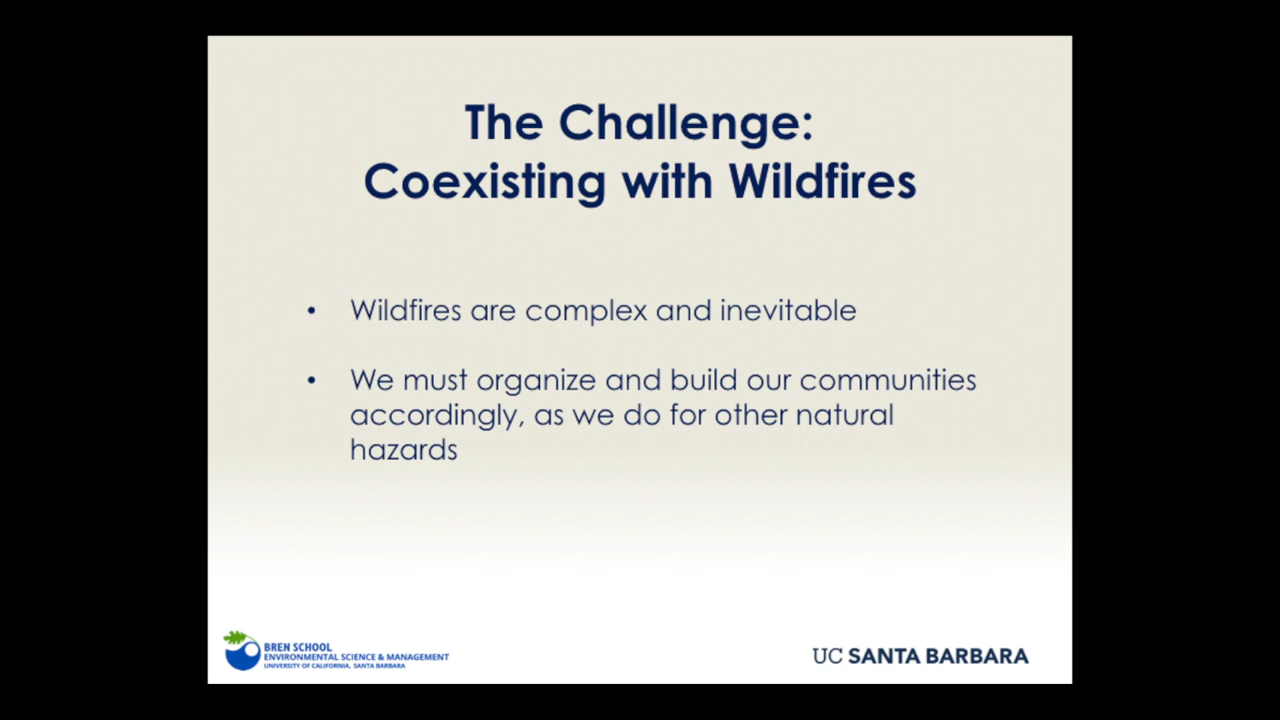 The Challenge:
Coexisting with Wildfires
• Wildfires are complex and inevitable
• We must organize and build our communities
accordingly, as we do for other natural
hazards
BREN SCHOOL
ENVIRONMENTAL SCIENCE & MANAGEMENT
UNIVERSITY OF CALIFORNIA, SANTA BARBARA
UC SANTA BARBARA